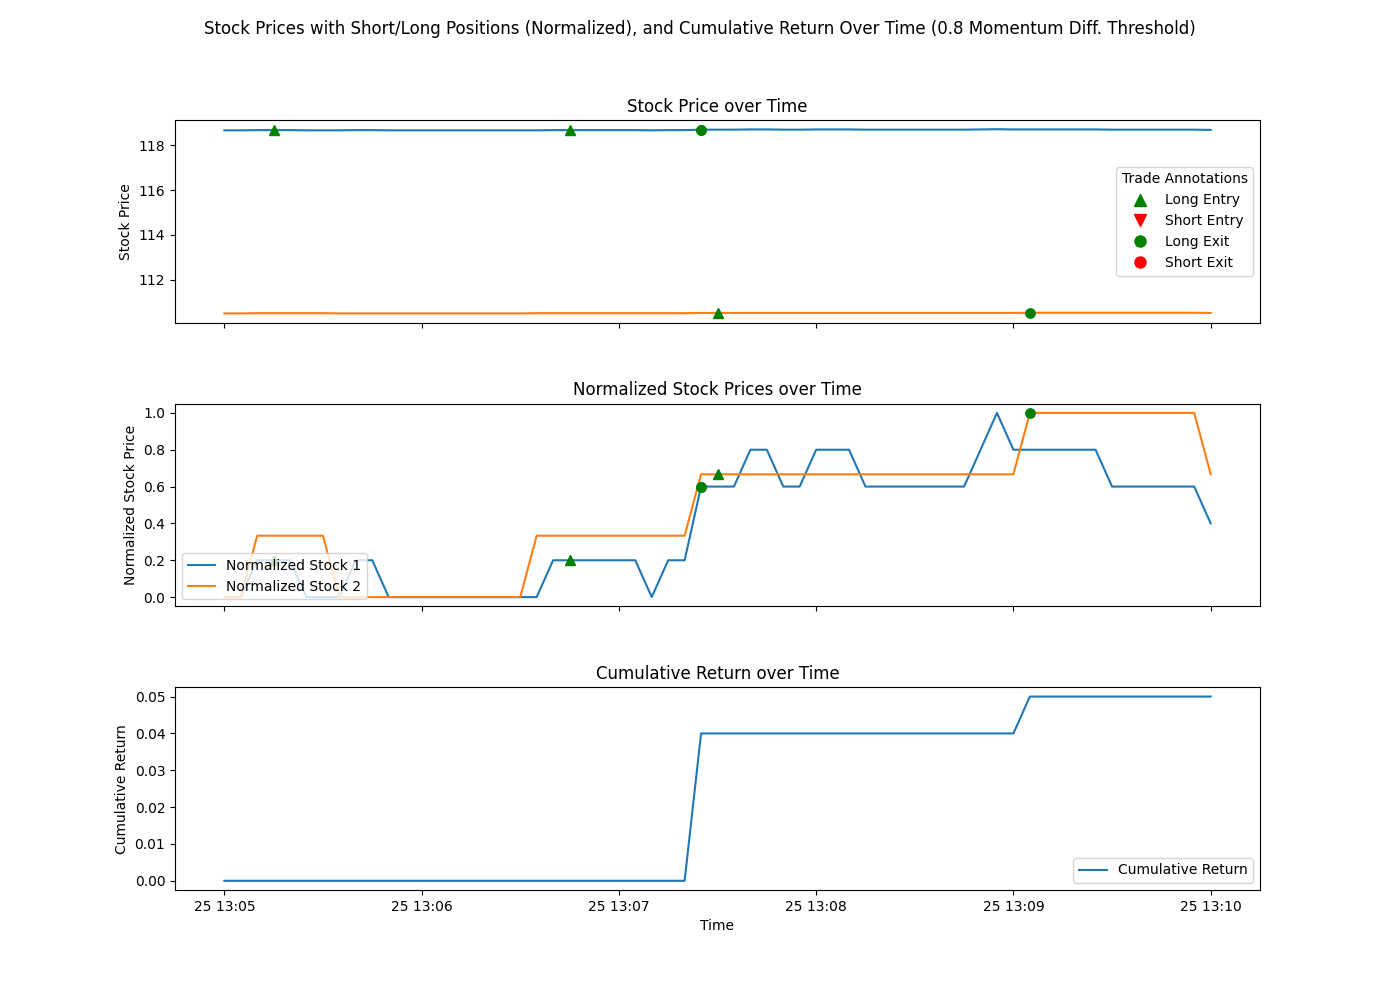 Stock Prices with Short/Long Positions (Normalized), and Cumulative Return Over Time (0.8 Momentum Diff. Threshold)
Stock Price over Time
118
116
114
112
Stock Price
Trade Annotations
Long Entry
Short Entry
Long Exit
Short Exit
Normalized Stock Prices over Time
1.0
0.8
0.6
0.4
0.2
0.0
Normalized Stock Price
Normalized Stock 1
Normalized Stock 2
Cumulative Return over Time
0.05
0.04
0.03
0.02
0.01
0.00
Cumulative Return
Cumulative Return
25 13:05
25 13:06
25 13:07
25 13:08
25 13:09
25 13:10
Time